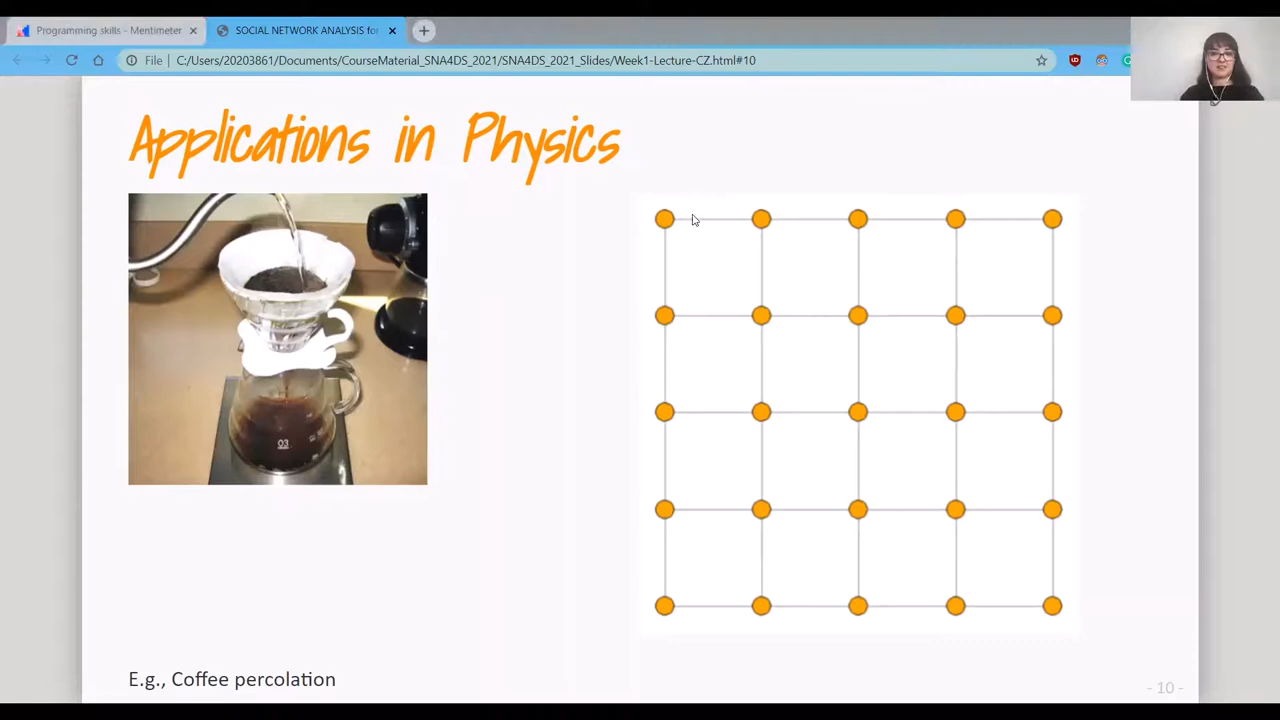 Programming skills - Mentimeter
SOCIAL NETWORK ANALYSIS for
File
C:/Users/20203861/Documents/CourseMaterial_SNA4DS_2021/SNA4DS_2021_Slides/Week1-Lecture-CZ.html#10
Applications in Physics
03
E.g., Coffee percolation
- 10 -